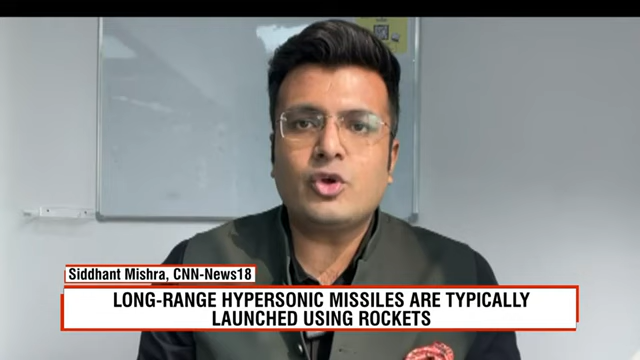 Siddhant Mishra, CNN-News18
LONG-RANGE HYPERSONIC MISSILES ARE TYPICALLY
LAUNCHED USING ROCKETS